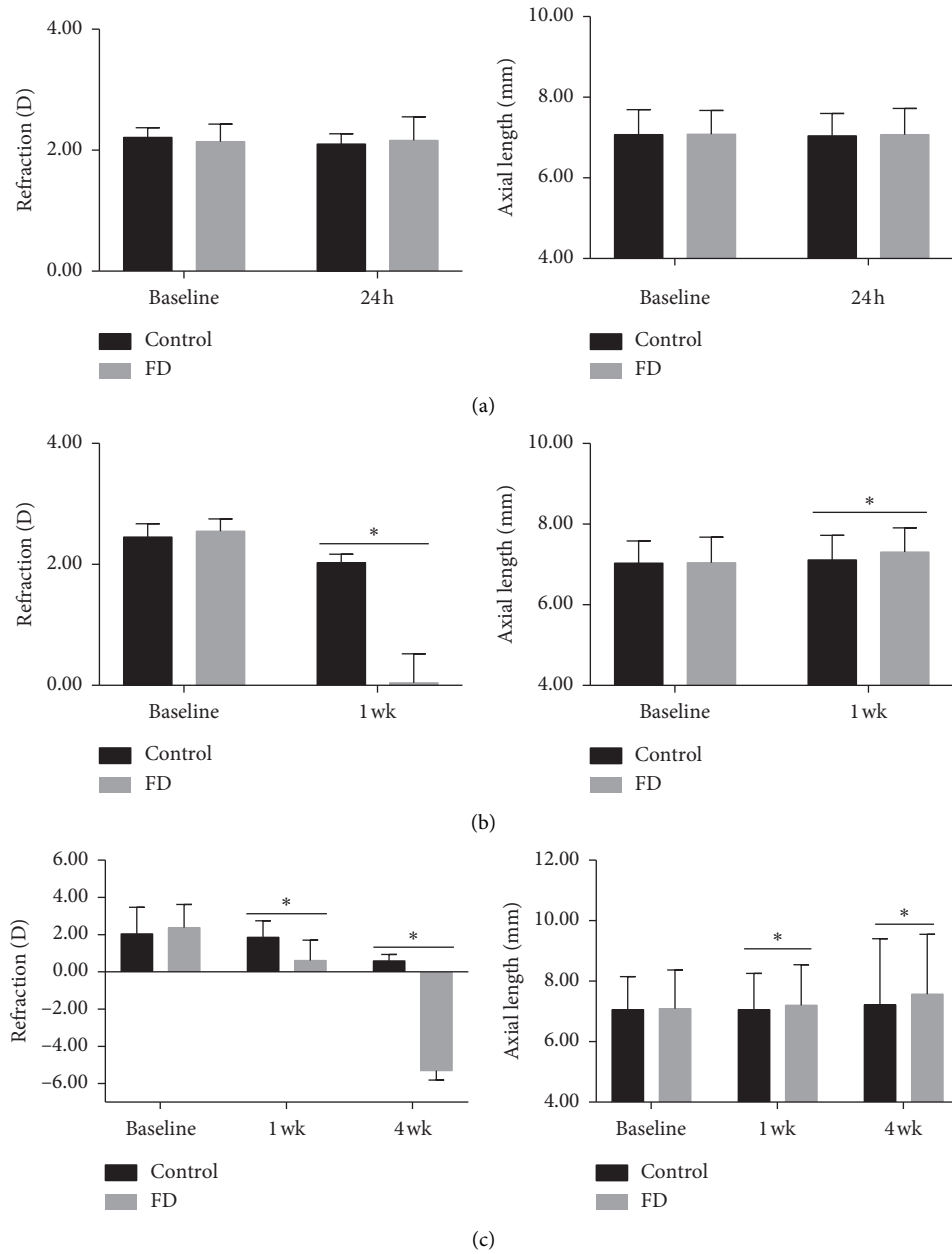 4.00
2.00
0.00
Refraction (D)
Baseline
24 h
Control
FD
10.00
8.00
6.00
4.00
Axial length (mm)
Baseline
24 h
Control
FD
(a)
4.00
2.00
0.00
Refraction (D)
*
Baseline
1 wk
Control
FD
10.00
8.00
6.00
4.00
Axial length (mm)
*
Baseline
1 wk
Control
FD
(b)
6.00
4.00
2.00
0.00
−2.00
−4.00
−6.00
Refraction (D)
*
*
Baseline
1 wk
4 wk
Control
FD
12.00
10.00
8.00
6.00
4.00
Axial length (mm)
*
*
Baseline
1 wk
4 wk
Control
FD
(c)